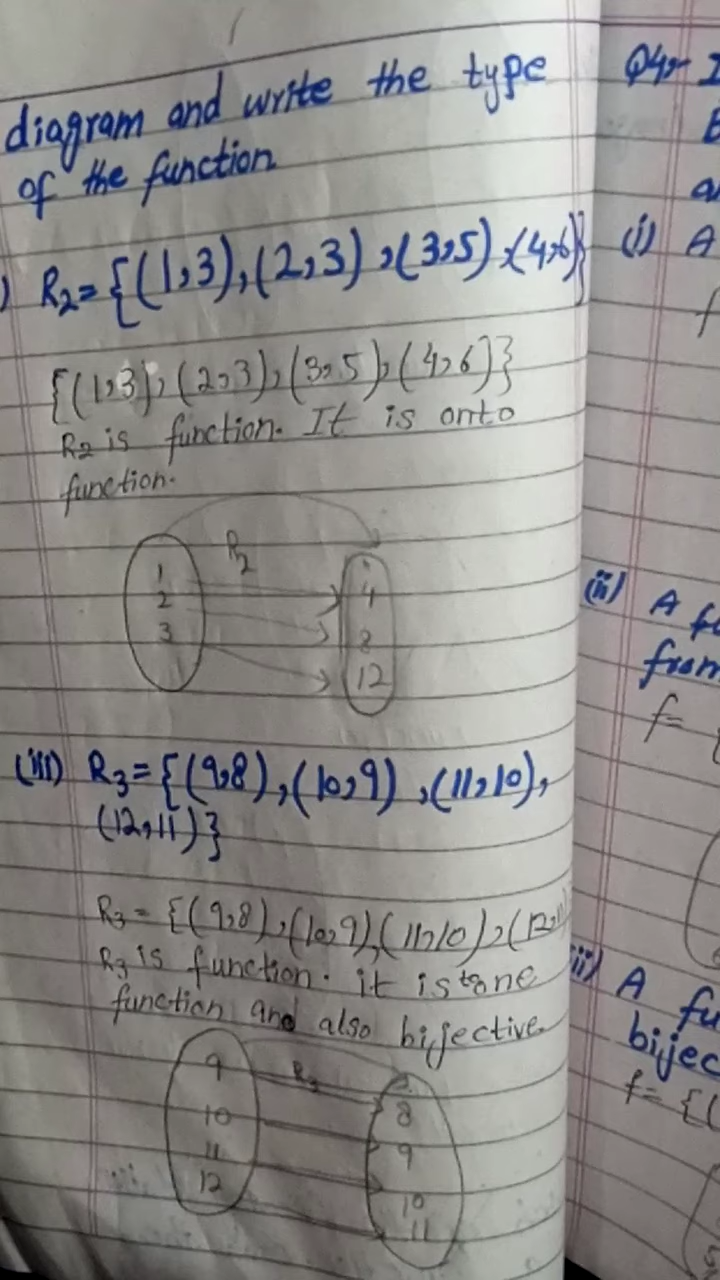 diagram and write the type
of the function
) R₂= {(1,3),(2,3),(3,5),(4,6)}
{(1,3),(2,3),(3,5),(4,6)}
R₂ is function. It is onto
function.
R₂
1
2
3
4
8
12
(iii) R₃= {(9,8),(10,9),(11,10),
(12,11)}
R₃= {(9,8),(10,9),(11,10),(12,
R₃ is function. it is
function and also bijective
R₃
9
10
11
12
8
9
10
11
Q4:-
(i) A
f
(ii) A
from
f= {
A fu
bijec
f= {(